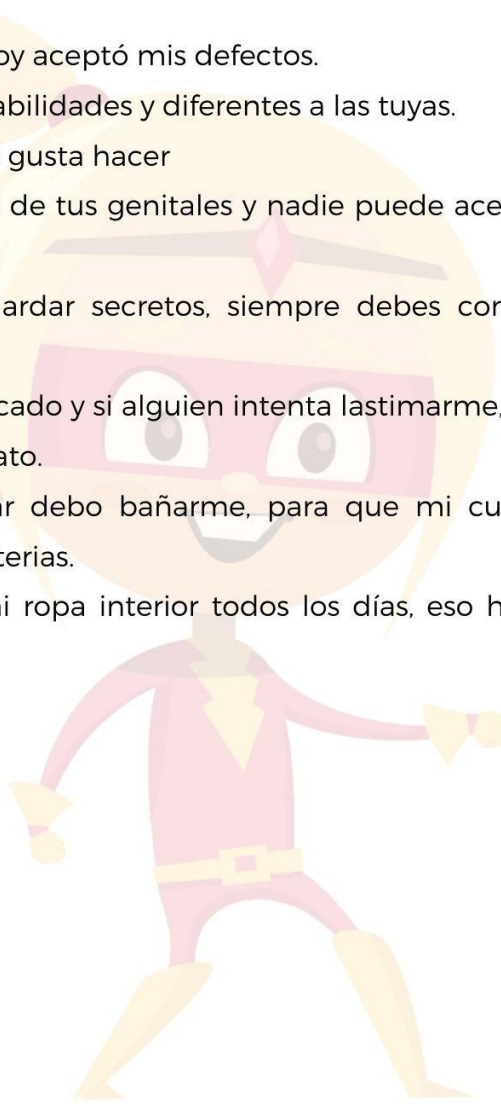 oy aceptó mis defectos.
abilidades y diferentes a las tuyas.
gusta hacer
de tus genitales y nadie puede ace
ardar secretos, siempre debes cor
cado y si alguien intenta lastimarme,
ato.
ar debo bañarme, para que mi cu
terias.
ni ropa interior todos los días, eso h